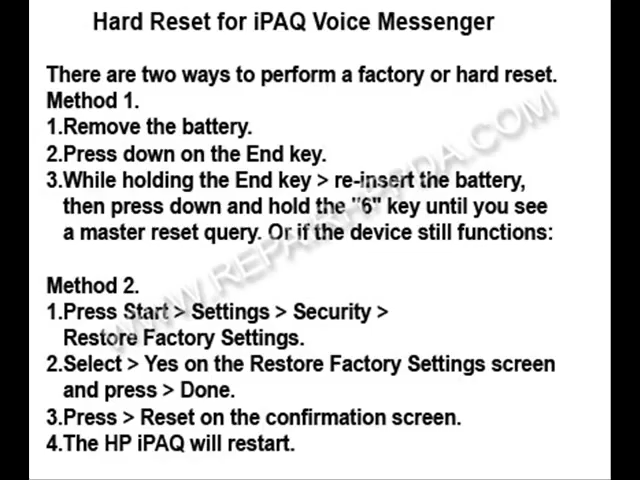 Hard Reset for iPAQ Voice Messenger
There are two ways to perform a factory or hard reset.
Method 1.
1.Remove the battery.
2.Press down on the End key.
3.While holding the End key > re-insert the battery,
then press down and hold the "6" key until you see
a master reset query. Or if the device still functions:
Method 2.
1.Press Start > Settings > Security >
Restore Factory Settings.
2.Select > Yes on the Restore Factory Settings screen
and press > Done.
3.Press > Reset on the confirmation screen.
4.The HP iPAQ will restart.